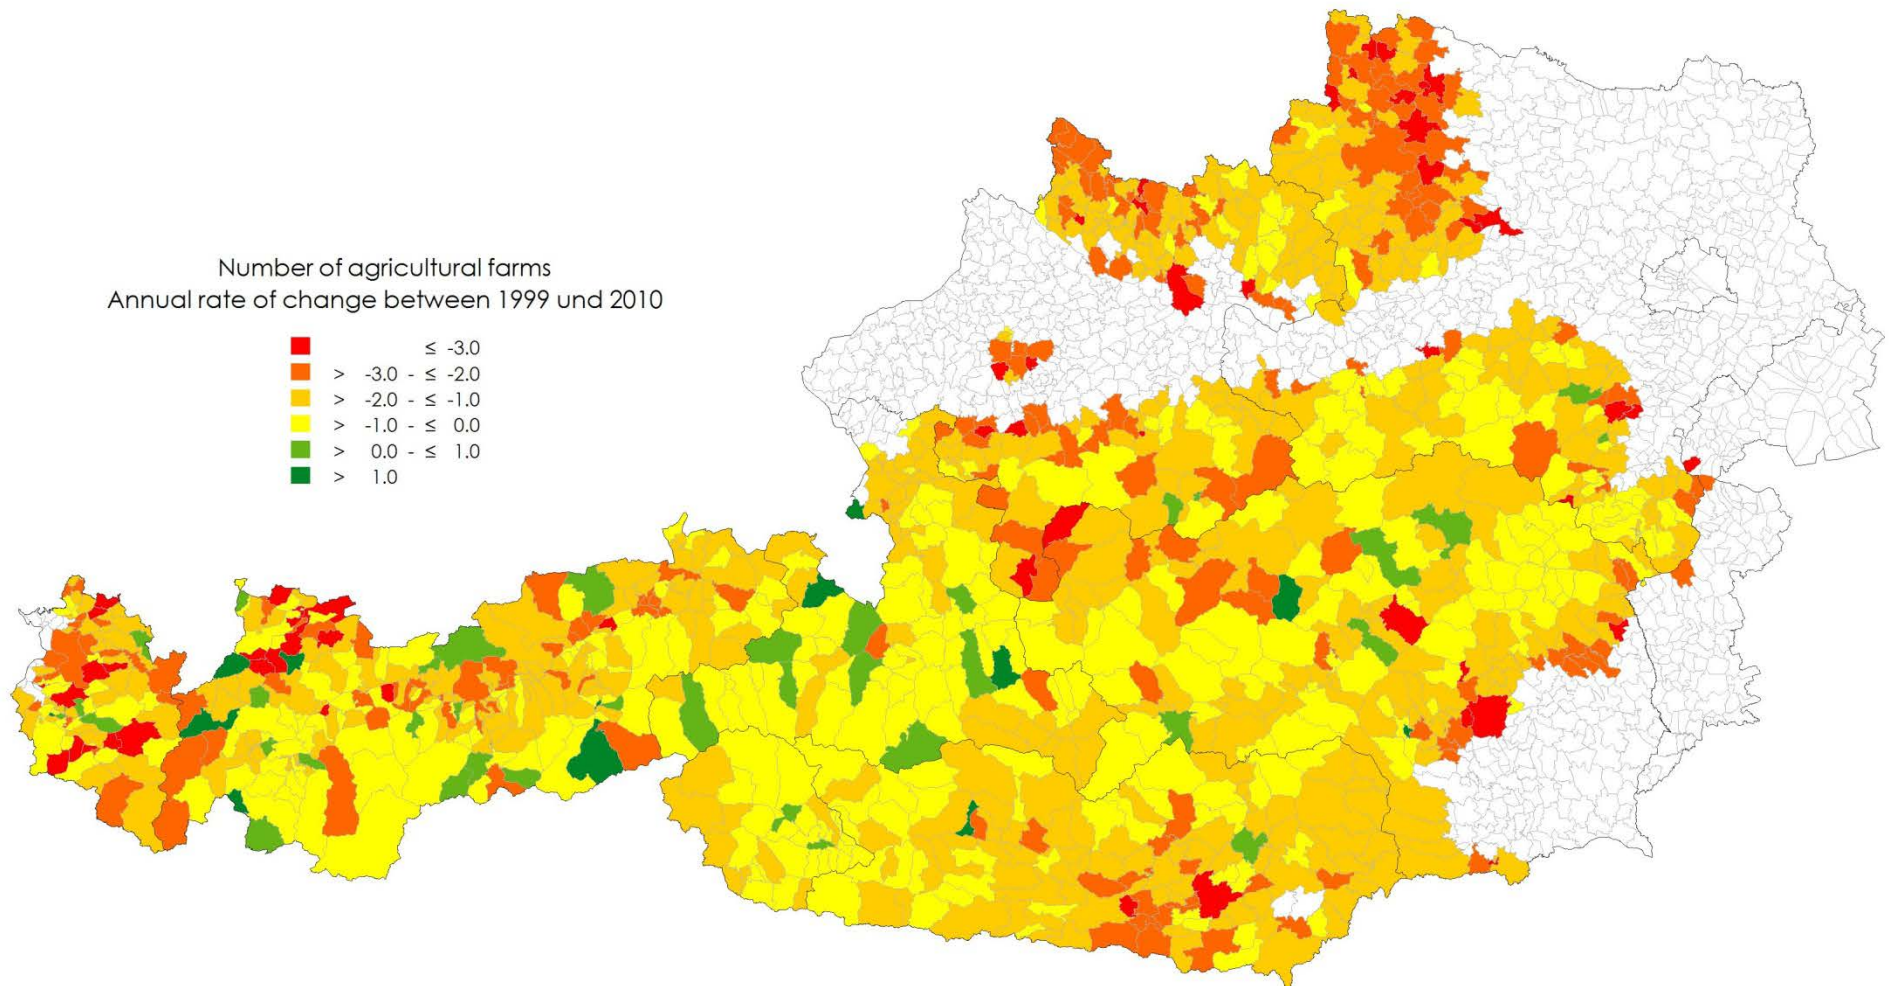 Number of agricultural farms
Annual rate of change between 1999 und 2010
≤ -3.0
> -3.0 - ≤ -2.0
> -2.0 - ≤ -1.0
> -1.0 - ≤ 0.0
> 0.0 - ≤ 1.0
> 1.0